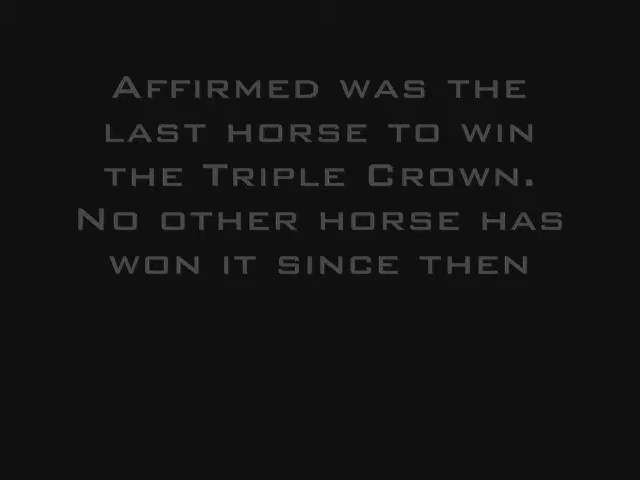 Affirmed was the
last horse to win
the Triple Crown.
No other horse has
won it since then